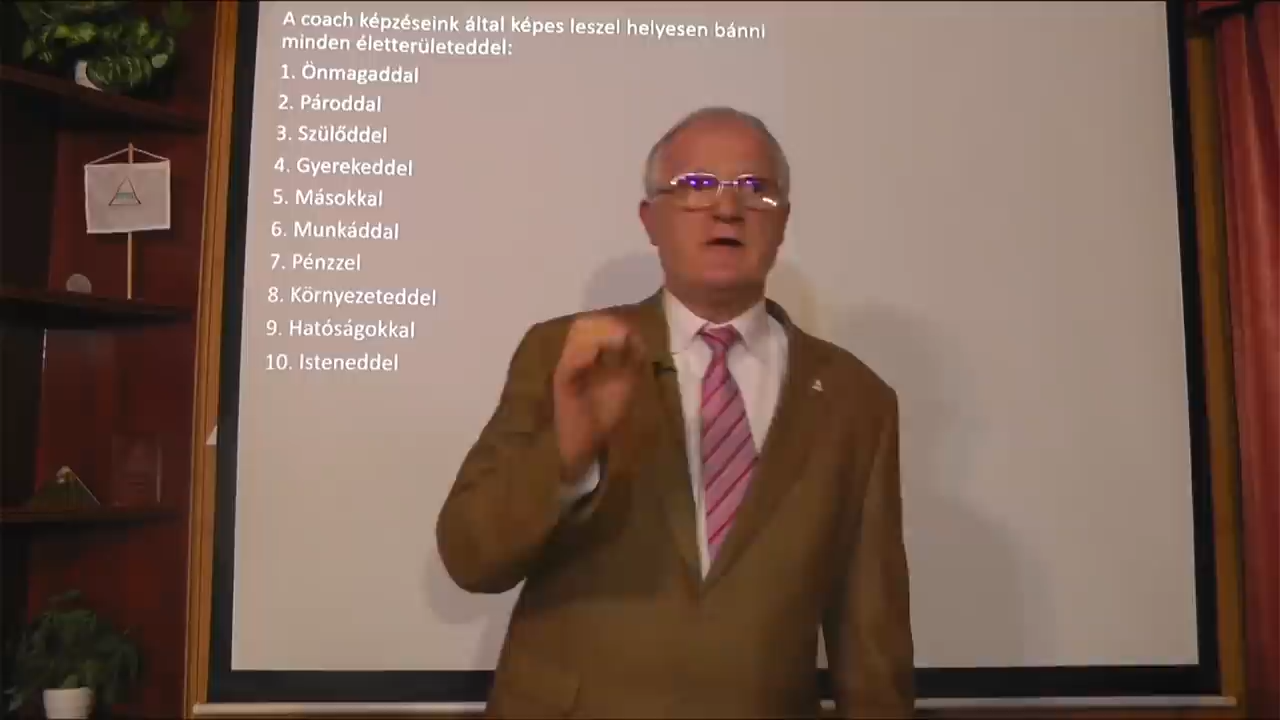 A coach képzéseink által képes leszel helyesen bánni
minden életterületeddel:
1. Önmagaddal
2. Pároddal
3. Szülőddel
4. Gyerekeddel
5. Másokkal
6. Munkáddal
7. Pénzzel
8. Környezeteddel
9. Hatóságokkal
10. Isteneddel